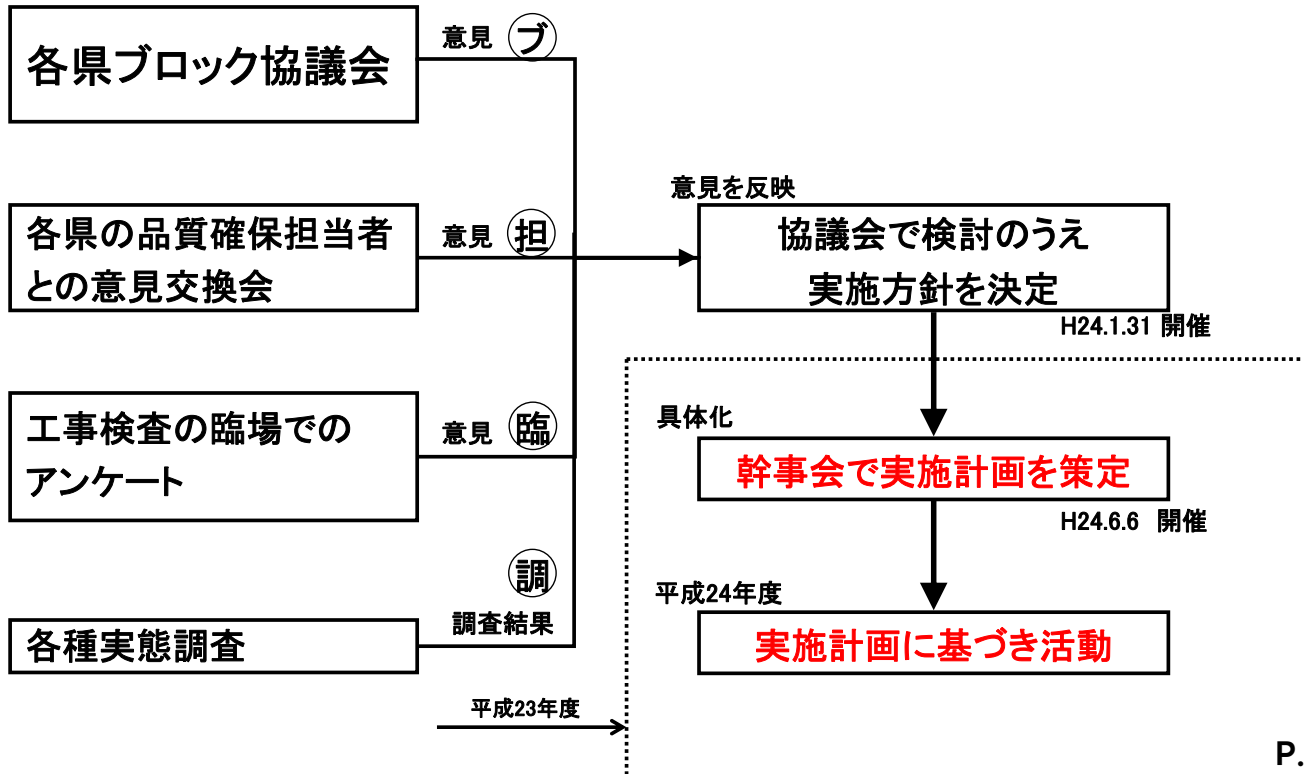 各県ブロック協議会
意見 ブ
各県の品質確保担当者
との意見交換会
意見 担
工事検査の臨場での
アンケート
意見 臨
各種実態調査
調
調査結果
平成23年度
意見を反映
協議会で検討のうえ
実施方針を決定
H24.1.31 開催
具体化
幹事会で実施計画を策定
H24.6.6 開催
平成24年度
実施計画に基づき活動
P.